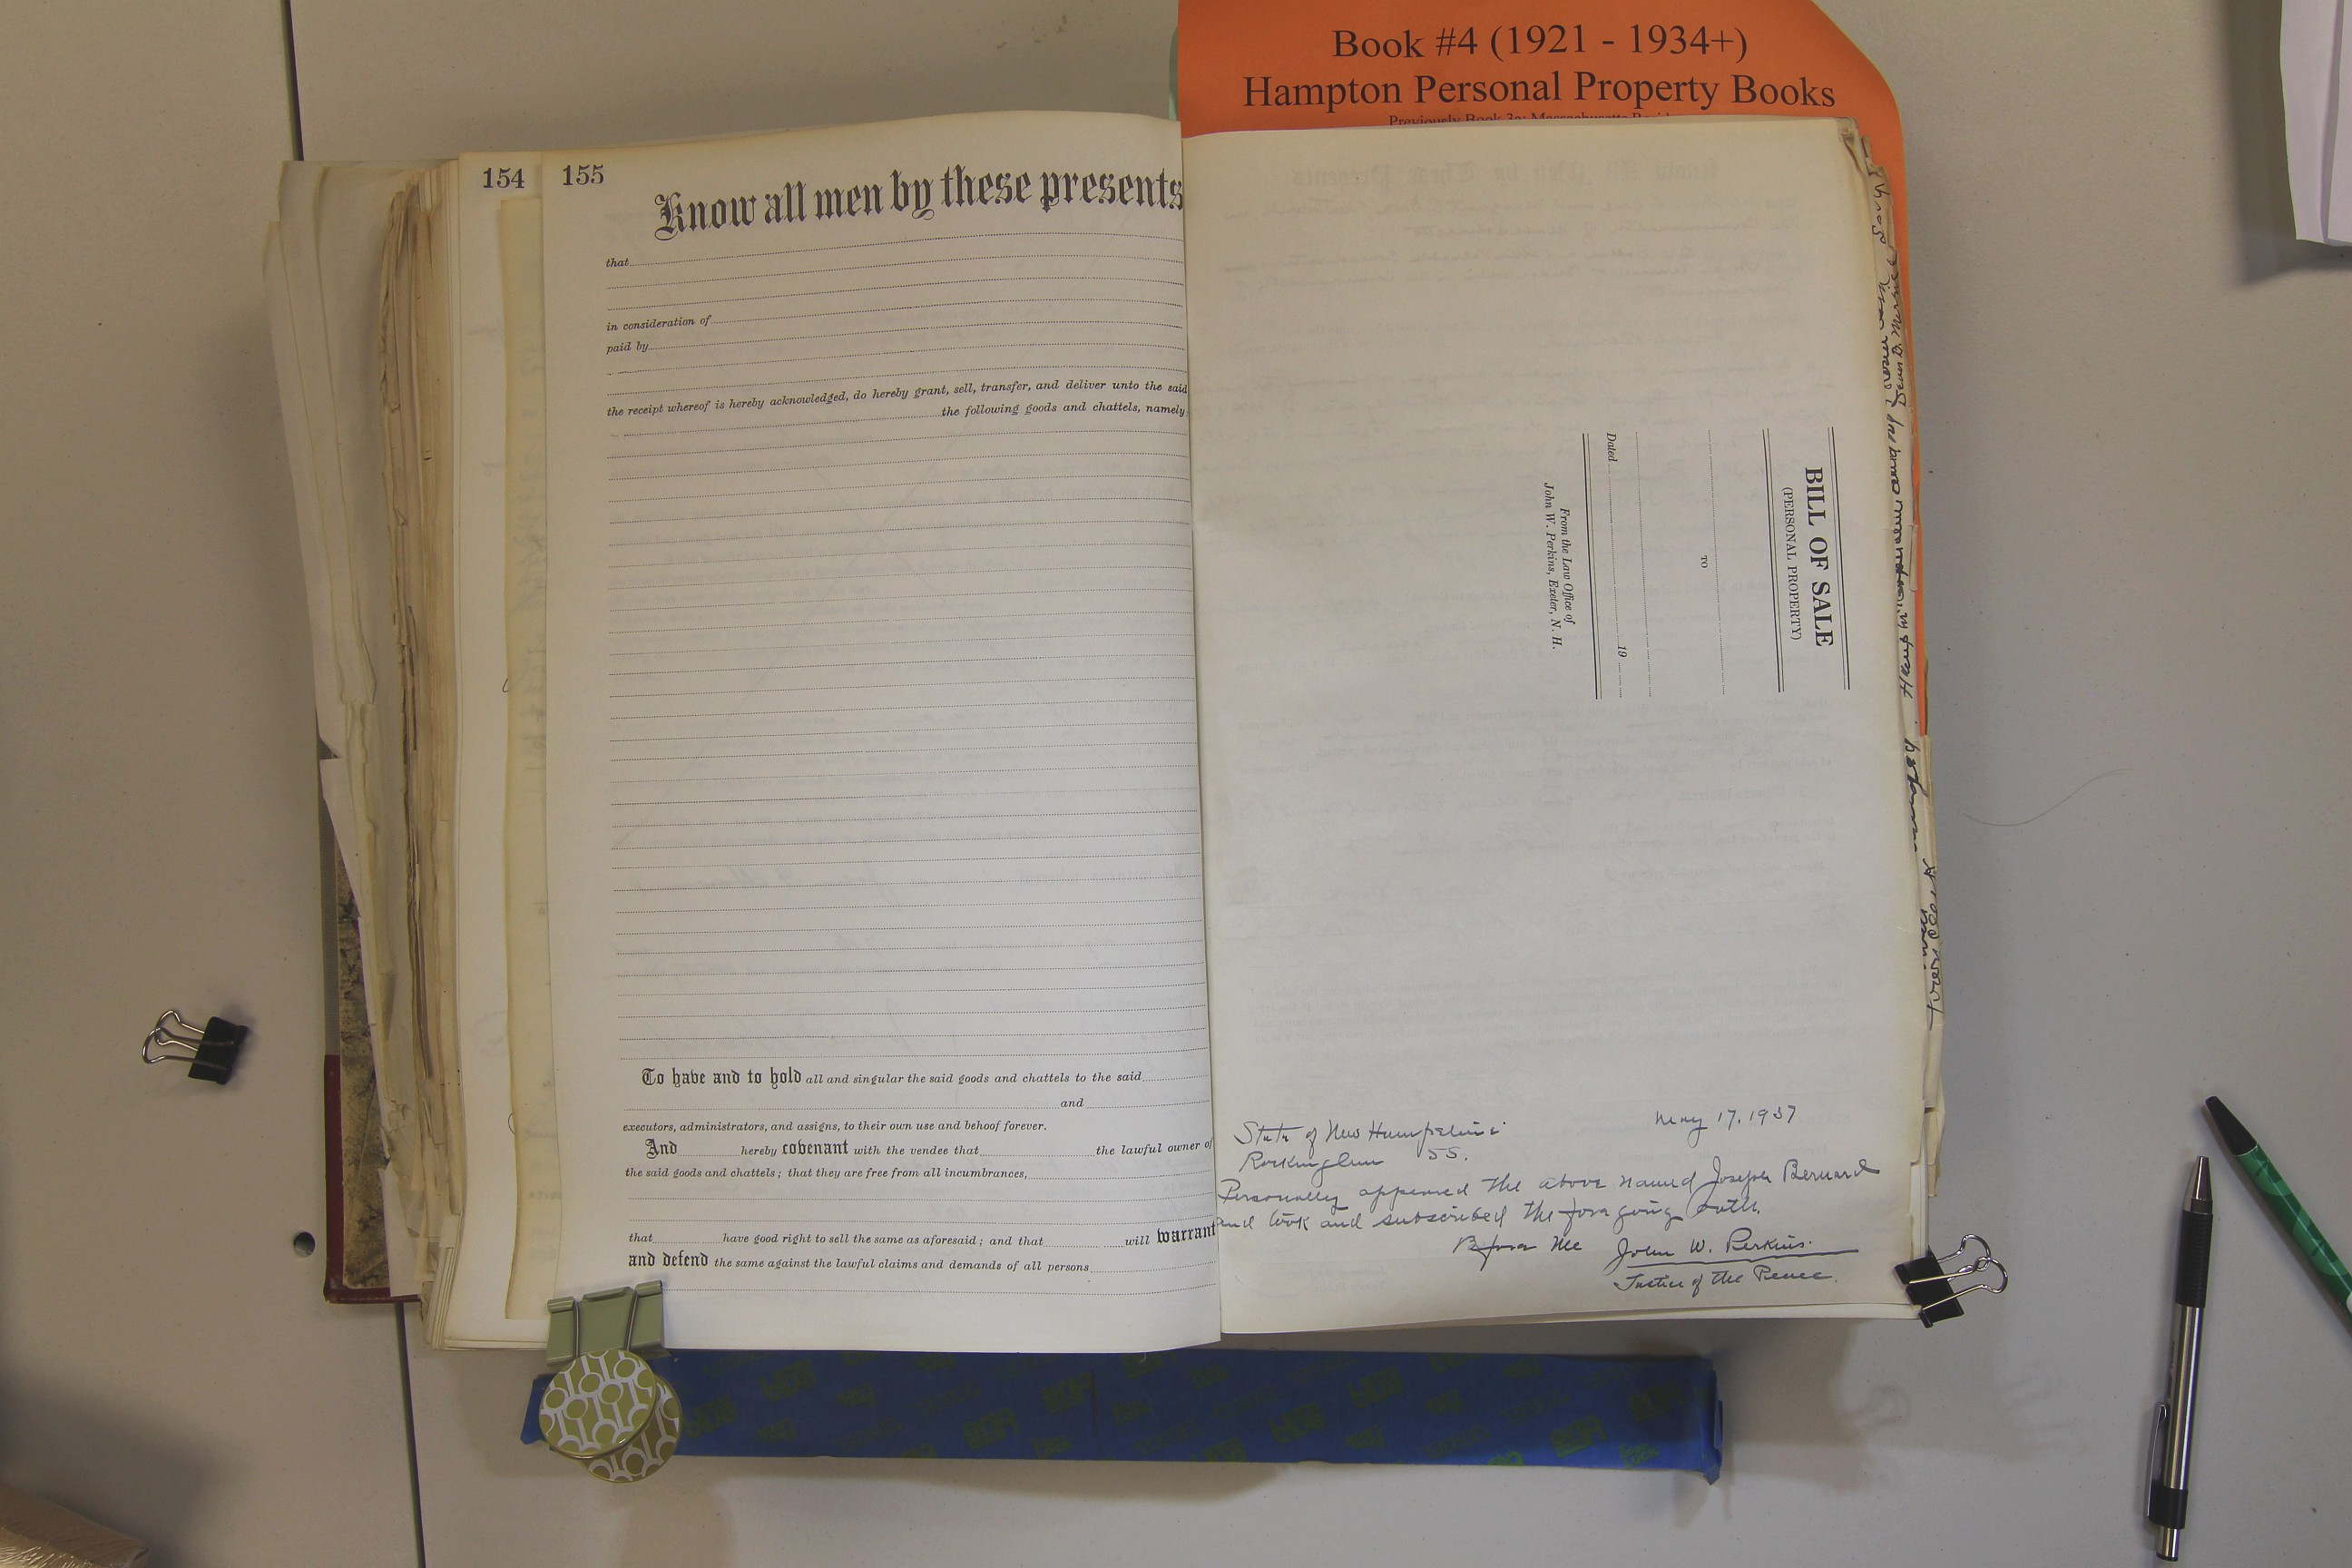 Book #4 (1921 - 1934+)
Hampton Personal Property Books
154
155
Know all men by these presents
that
in consideration of
paid by
the receipt whereof is hereby acknowledged, do hereby grant, sell, transfer, and deliver unto the said
the following goods and chattels, namely
To have and to hold all and singular the said goods and chattels to the said
and
executors, administrators, and assigns, to their own use and behoof forever.
And hereby covenant with the vendee that the lawful owner of
the said goods and chattels; that they are free from all incumbrances,
that have good right to sell the same as aforesaid; and that will warrant
and defend the same against the lawful claims and demands of all persons
BILL OF SALE
(PERSONAL PROPERTY)
TO
Dated 19
From the Law Office of
John W. Perkins, Exeter, N. H.
May 17, 1937
State of New Hampshire
Rockingham SS.
Personally appeared the above named Joseph Bernard
and took and subscribed the foregoing oath.
Before Me John W. Perkins.
Justice of the Peace.
Town Clerk